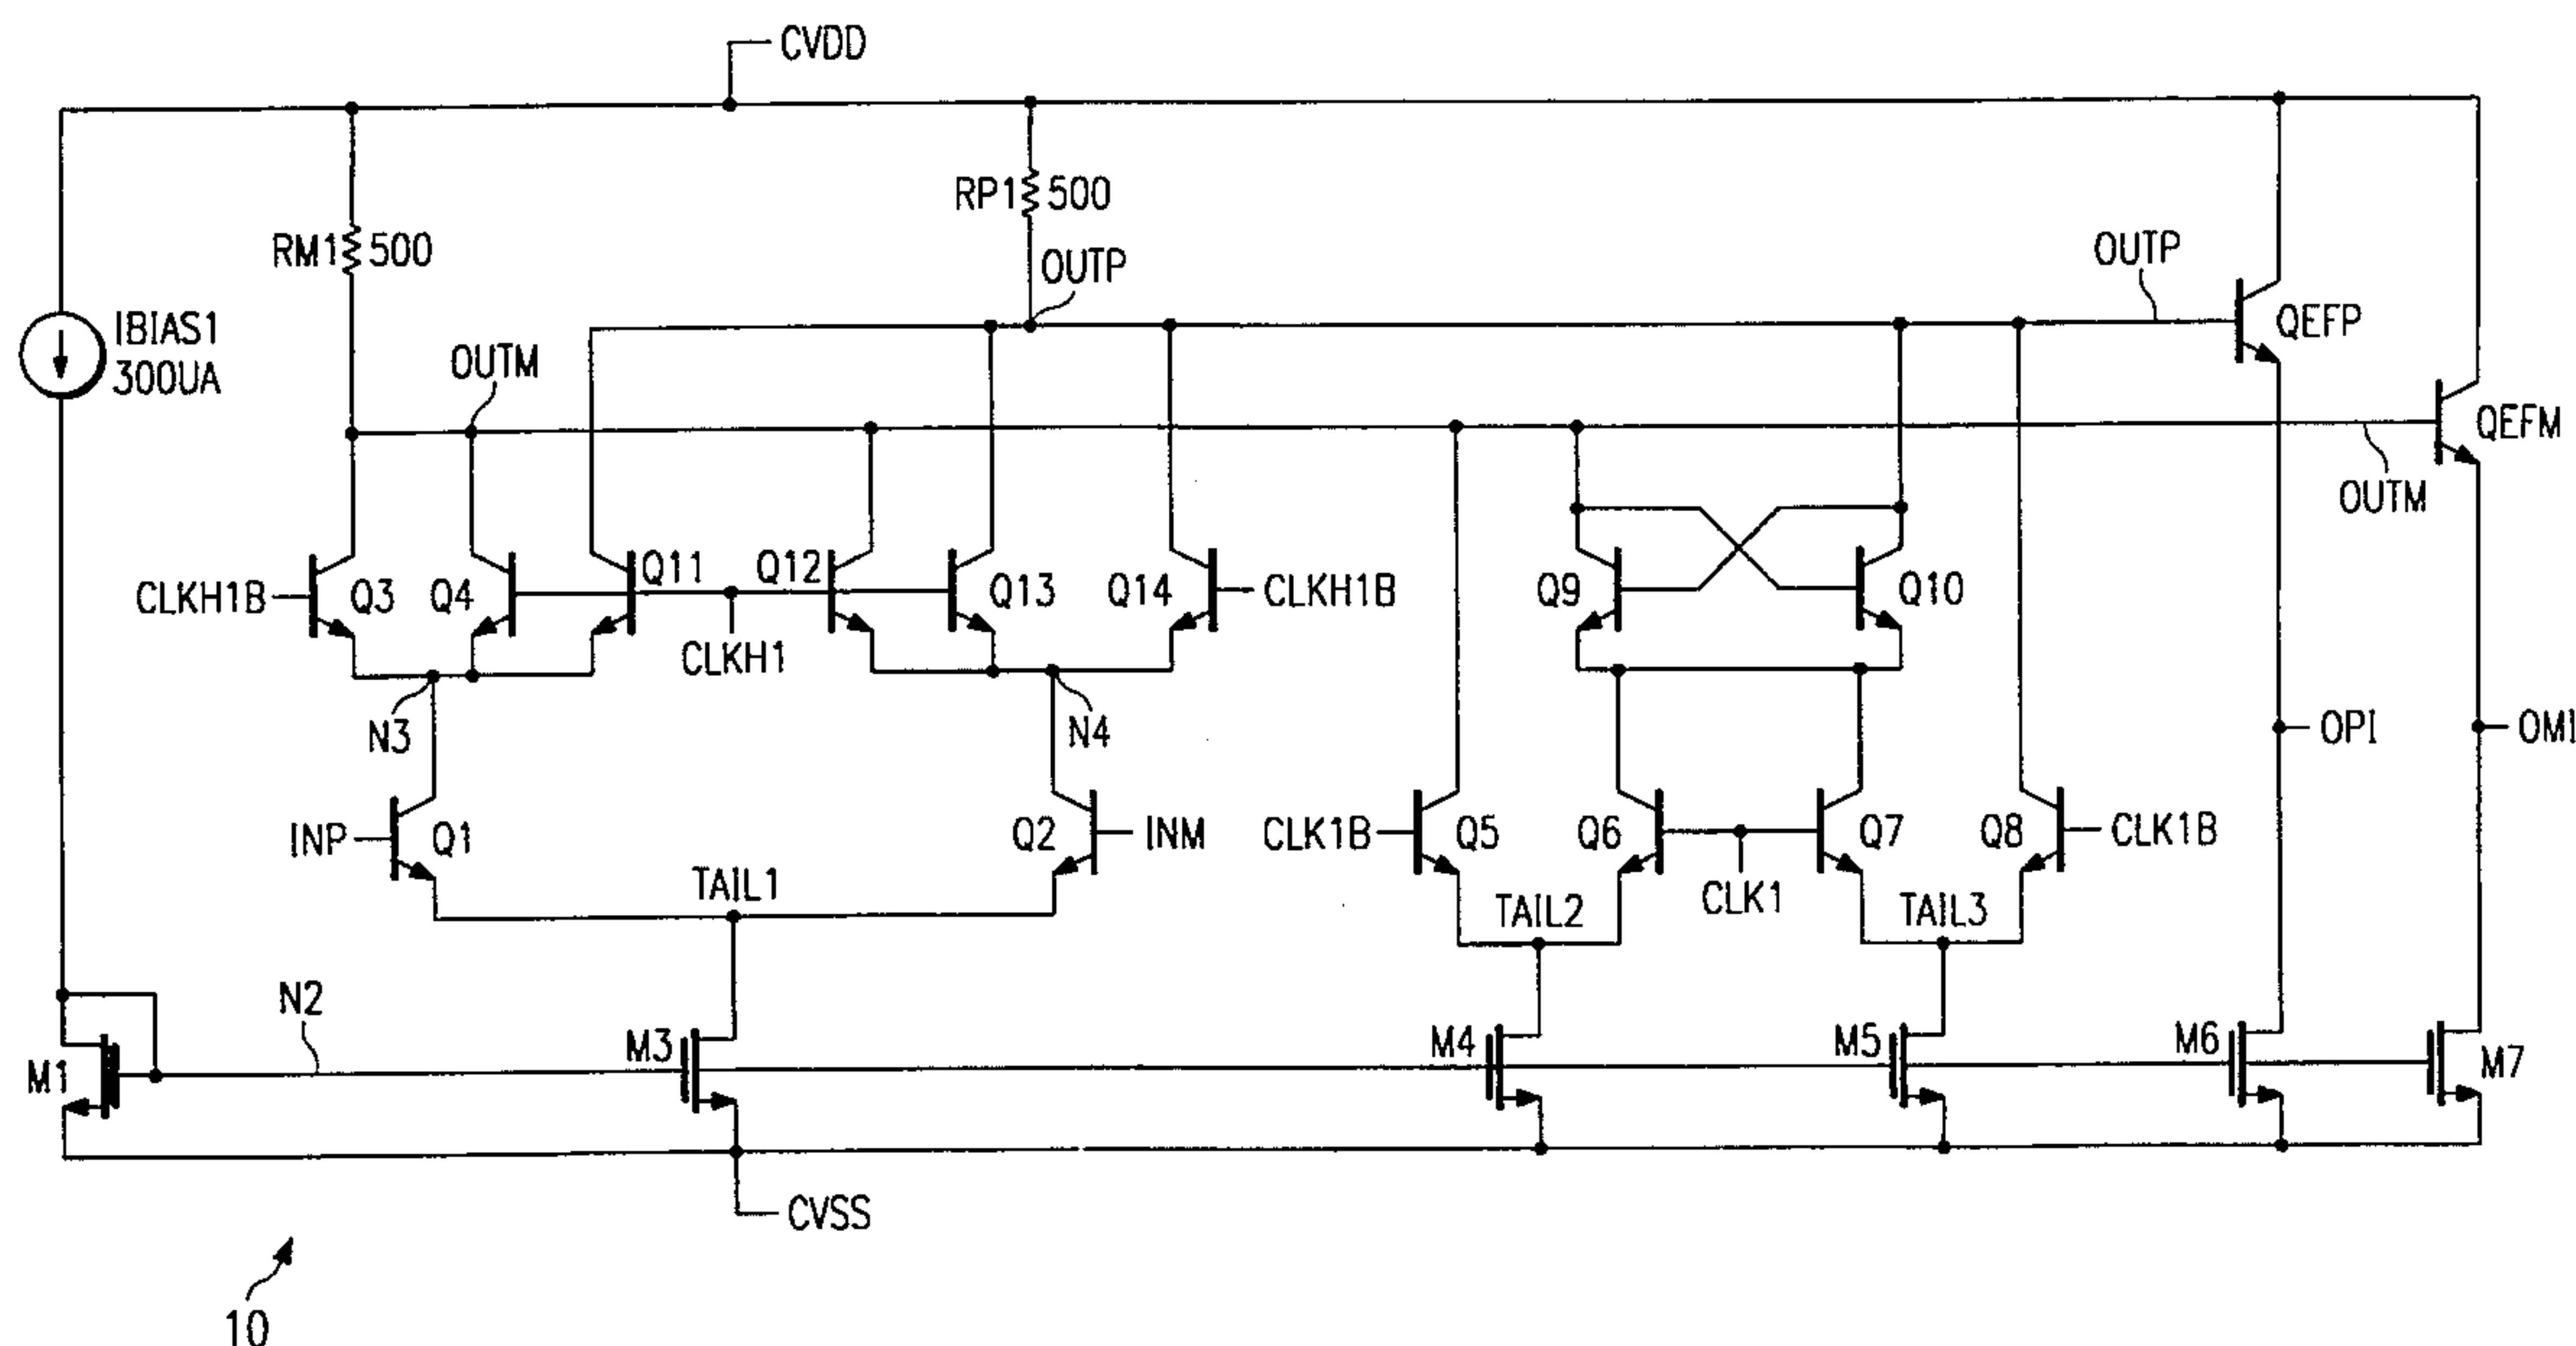 CVDD
RP1 500
RM1 500
OUTP
OUTP
IBIAS1
300UA
QEFP
OUTM
QEFM
OUTM
CLKH1B
Q3
Q4
Q11
Q12
Q13
Q14
CLKH1B
Q9
Q10
CLKH1
N3
N4
OPI
OMI
INP
Q1
Q2
INM
CLK1B
Q5
Q6
Q7
Q8
CLK1B
TAIL1
CLK1
TAIL2
TAIL3
N2
M1
M3
M4
M5
M6
M7
CVSS
10